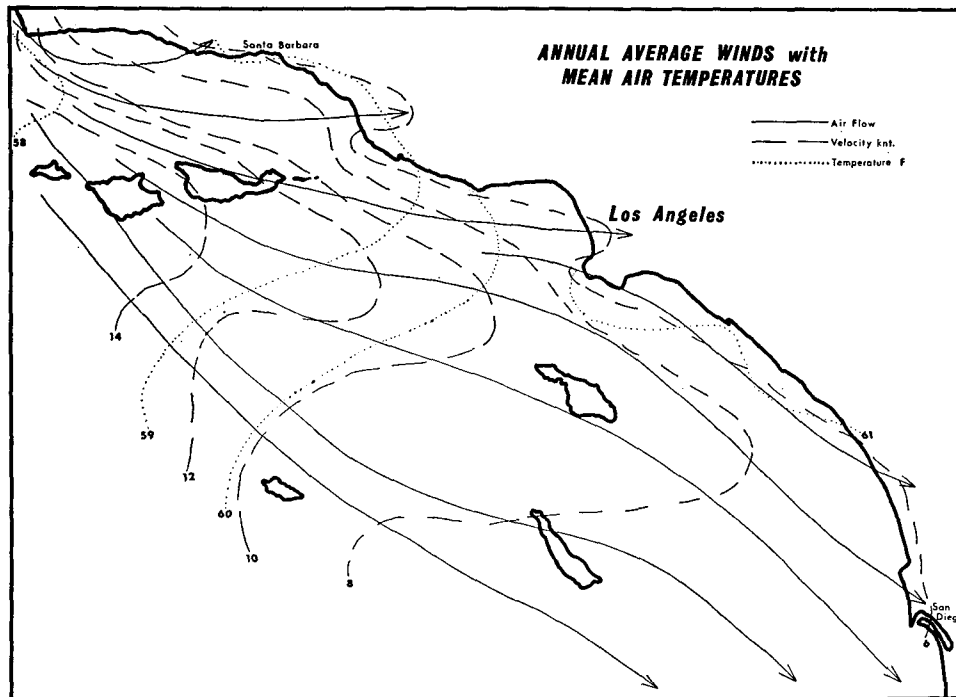 Santa Barbara
ANNUAL AVERAGE WINDS with
MEAN AIR TEMPERATURES
Air Flow
Velocity knt.
Temperature F
58
Los Angeles
14
59
61
12
60
10
8
San
Dieg
6